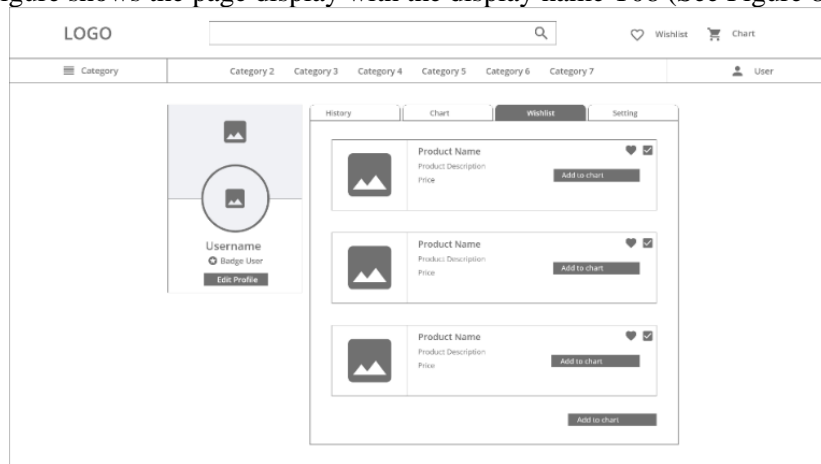 igure shows the page display with the display name T08 (See Figure 8
LOGO
Wishlist
Chart
Category
Category 2 Category 3 Category 4 Category 5 Category 6 Category 7
User
History Chart Wishlist Setting
Product Name
Product Description
Price
Add to chart
Username
Badge User
Edit Profile
Product Name
Product Description
Price
Add to chart
Product Name
Product Description
Price
Add to chart
Add to chart